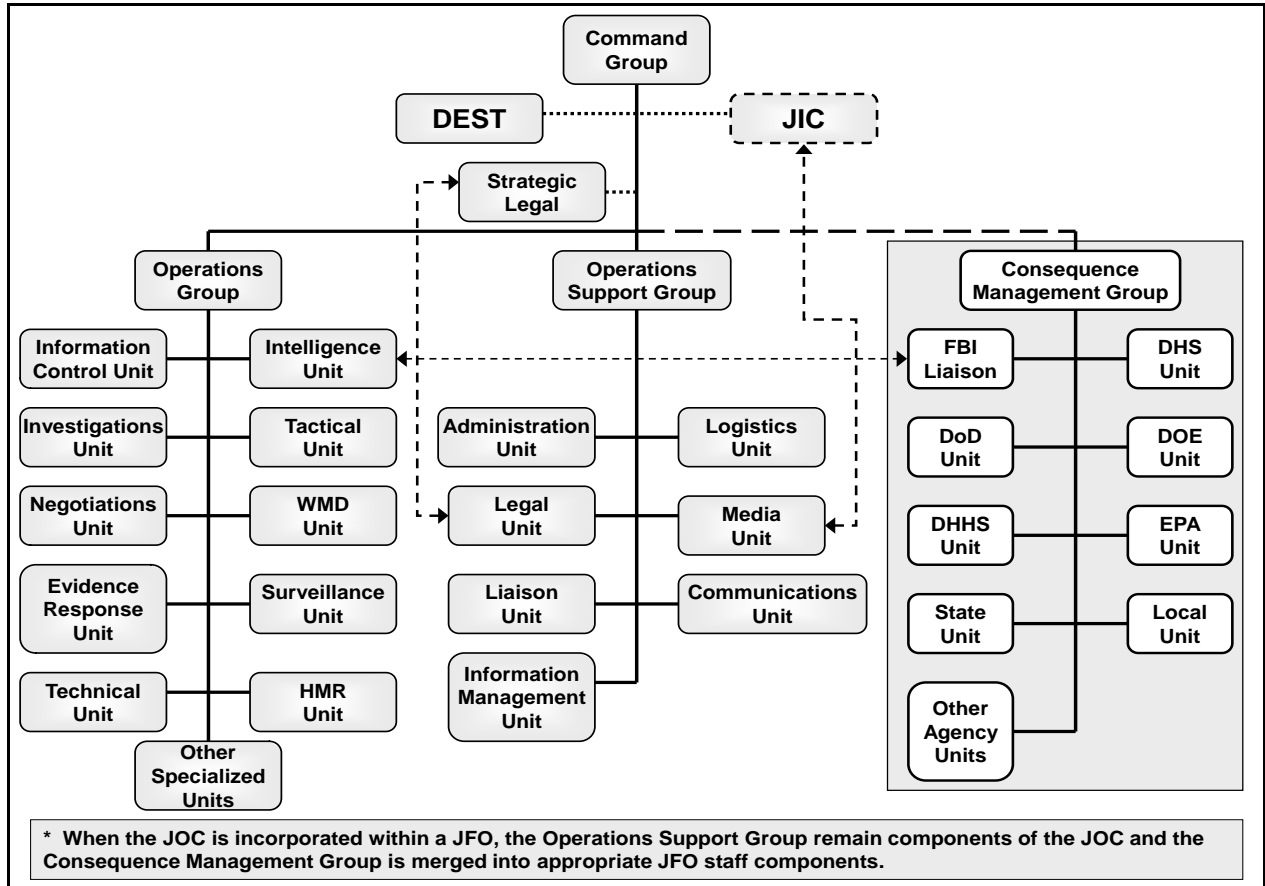 Command
Group
DEST
JIC
Strategic
Legal
Operations
Group
Operations
Support Group
Consequence
Management Group
Information
Control Unit
Intelligence
Unit
FBI
Liaison
DHS
Unit
Investigations
Unit
Tactical
Unit
Administration
Unit
Logistics
Unit
DoD
Unit
DOE
Unit
Negotiations
Unit
WMD
Unit
Legal
Unit
Media
Unit
DHHS
Unit
EPA
Unit
Evidence
Response
Unit
Surveillance
Unit
Liaison
Unit
Communications
Unit
State
Unit
Local
Unit
Technical
Unit
HMR
Unit
Information
Management
Unit
Other
Agency
Units
Other
Specialized
Units
* When the JOC is incorporated within a JFO, the Operations Support Group remain components of the JOC and the
Consequence Management Group is merged into appropriate JFO staff components.